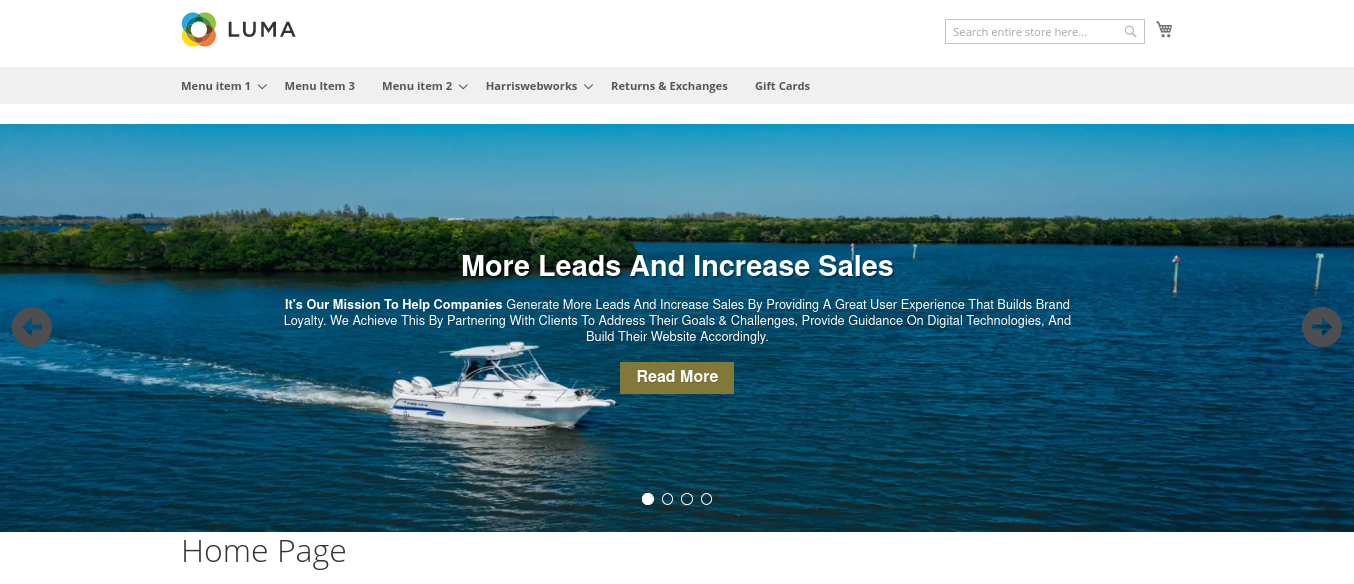 LUMA
Search entire store here...
Menu item 1 Menu Item 3 Menu item 2 Harriswebworks Returns & Exchanges Gift Cards
More Leads And Increase Sales
It's Our Mission To Help Companies Generate More Leads And Increase Sales By Providing A Great User Experience That Builds Brand
Loyalty. We Achieve This By Partnering With Clients To Address Their Goals & Challenges, Provide Guidance On Digital Technologies, And
Build Their Website Accordingly.
Read More
Home Page